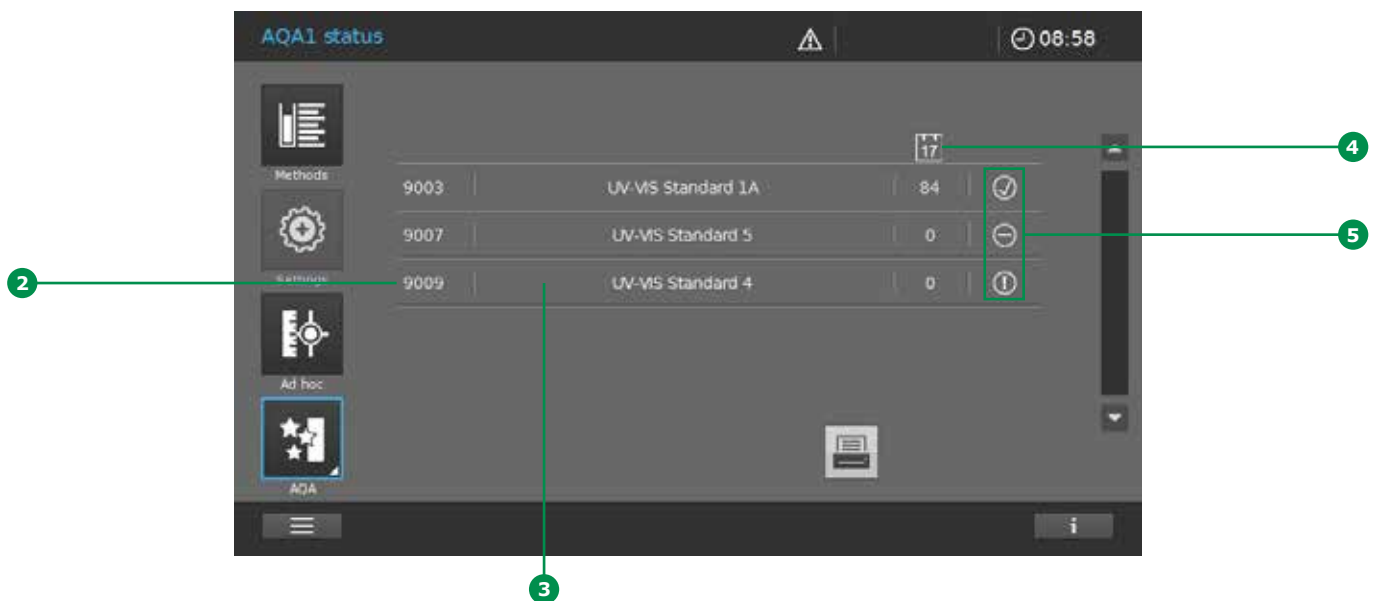 AQA1 status
08:58
Methods
17
4
9003 UV-VIS Standard 1A 84
9007 UV-VIS Standard 5 0
5
Settings
2
9009 UV-VIS Standard 4 0
Ad hoc
AQA
i
3